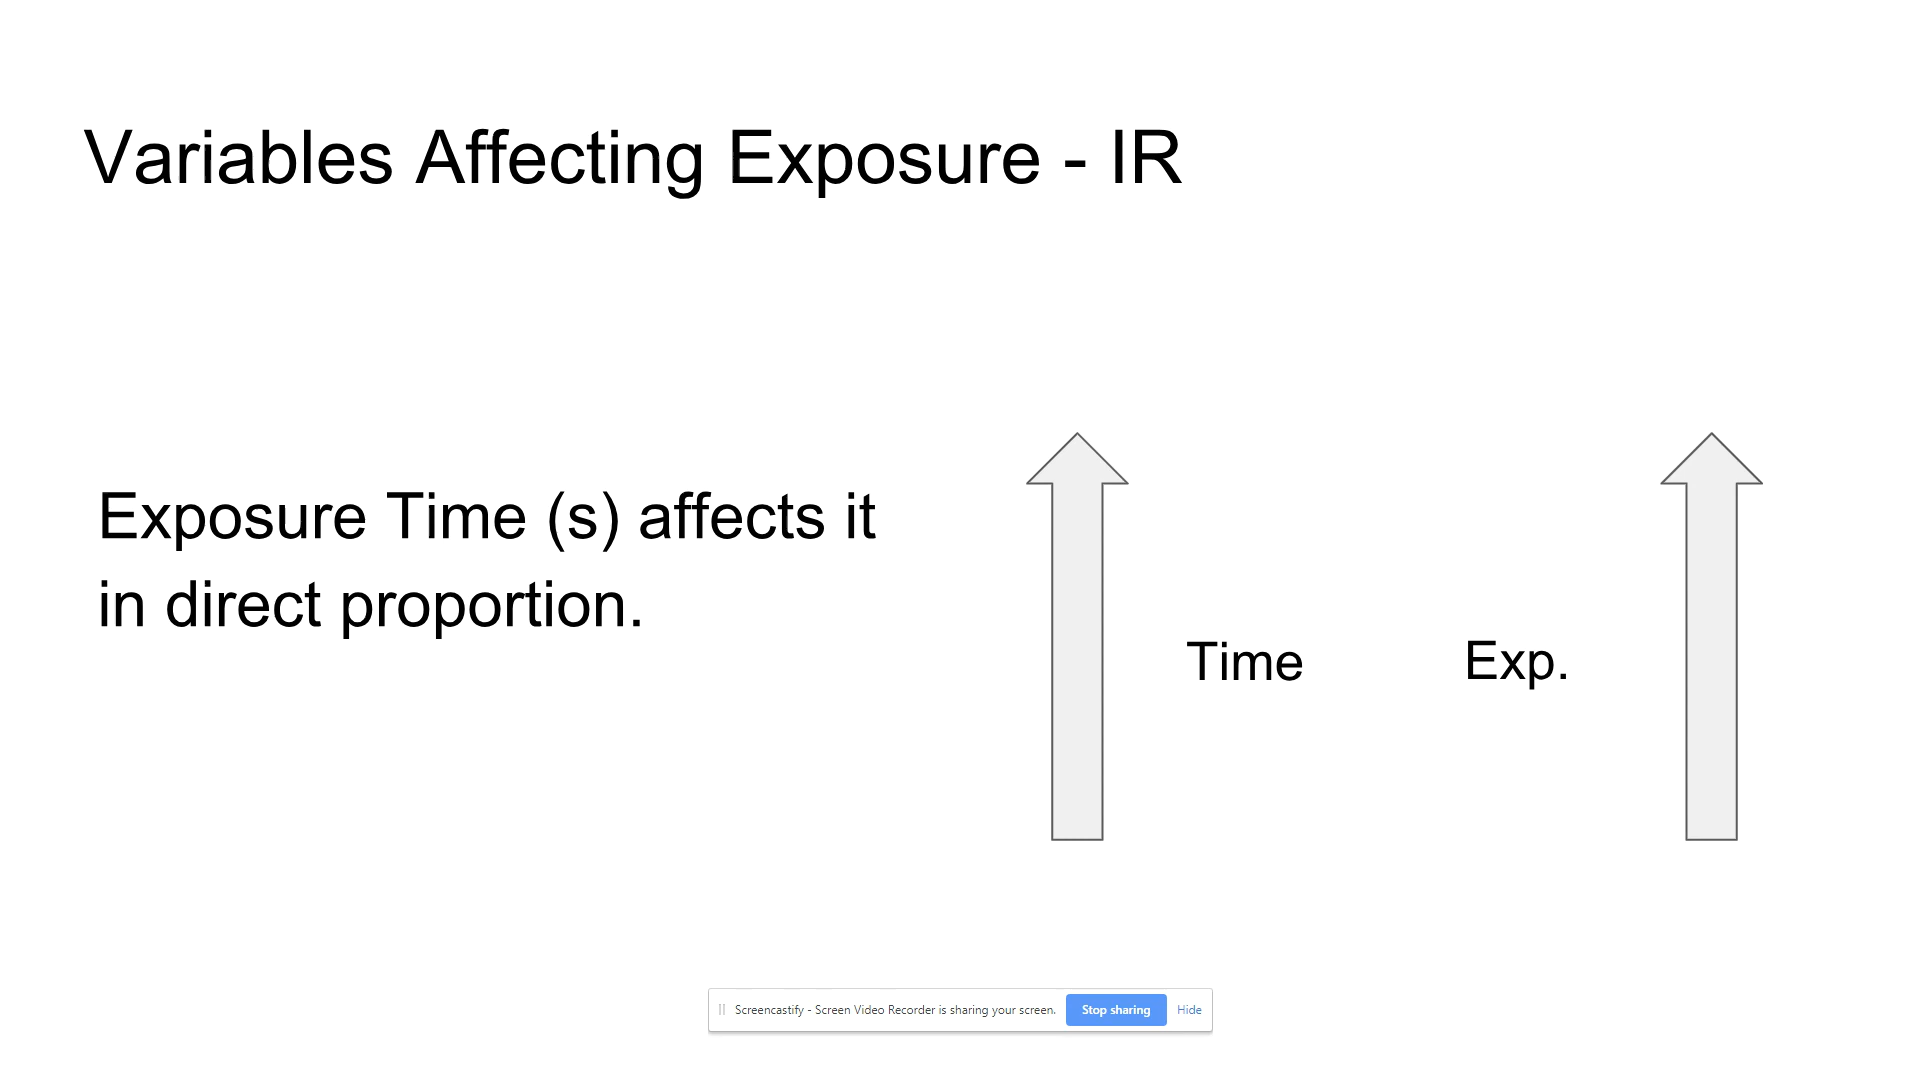 Variables Affecting Exposure - IR
Exposure Time (s) affects it
in direct proportion.
Time
Exp.
Screencastify - Screen Video Recorder is sharing your screen.
Stop sharing
Hide